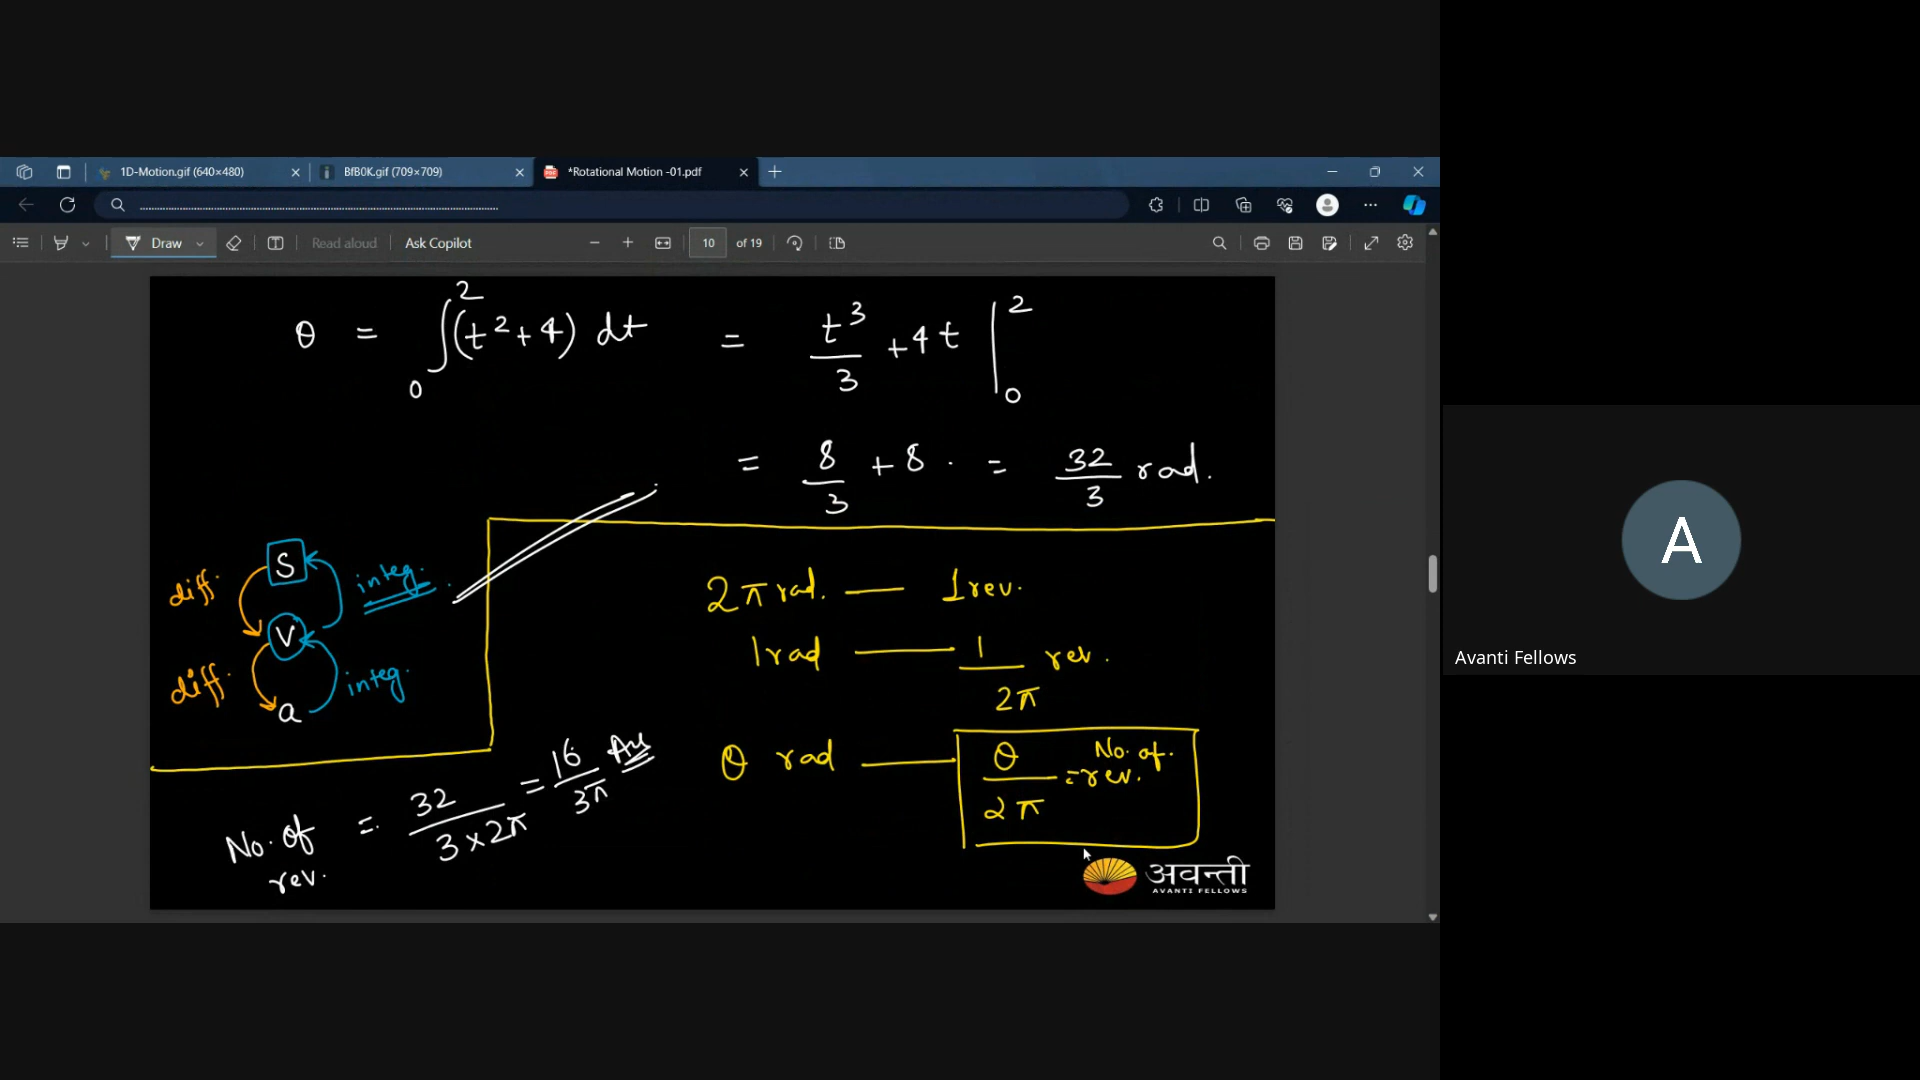 1D-Motion.gif (640×480)
BfB0K.gif (709×709)
*Rotational Motion -01.pdf
Draw
Read aloud
Ask Copilot
10 of 19
θ = ∫₀² (t² + 4) dt = t³/3 + 4t |₀²
= 8/3 + 8 . = 32/3 rad.
S
V
a
diff.
diff.
integ.
integ.
2π rad. — 1 rev.
1 rad — 1/2π rev.
θ rad — θ/2π = No. of. rev.
No. of rev. = 32/3×2π = 16/3π Ans
अवन्ती
AVANTI FELLOWS
A
Avanti Fellows